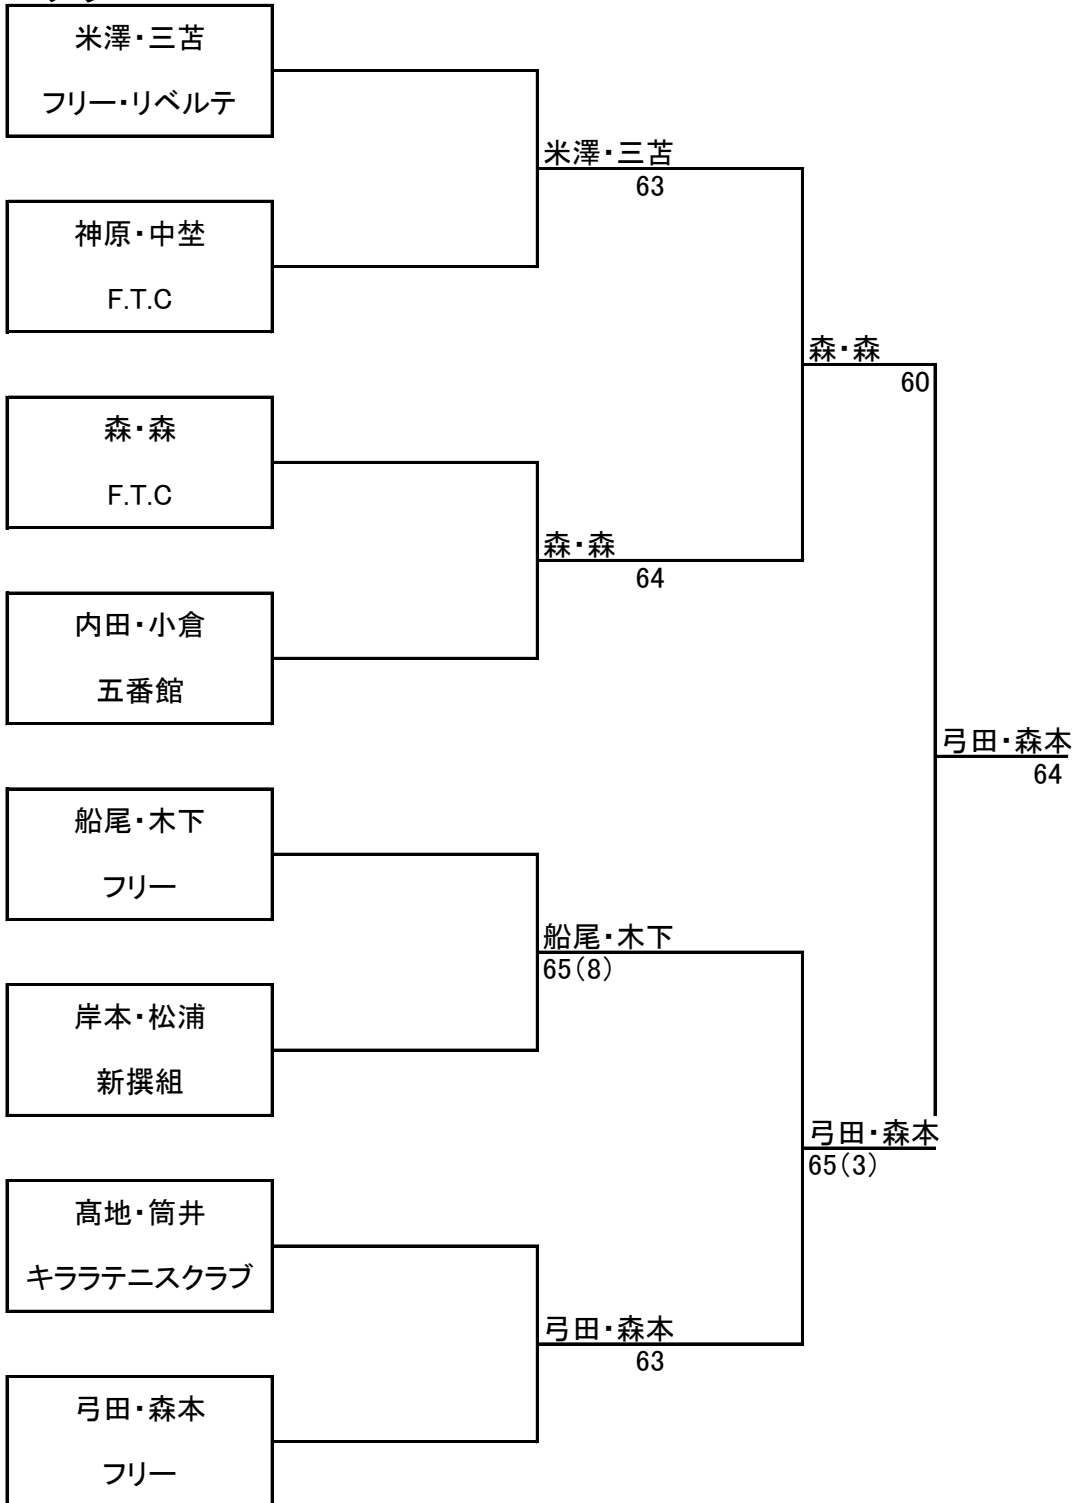 米澤・三苫
フリー・リベルテ
米澤・三苫
63
神原・中埜
F.T.C
森・森
60
森・森
F.T.C
森・森
64
内田・小倉
五番館
弓田・森本
64
船尾・木下
フリー
船尾・木下
65(8)
岸本・松浦
新撰組
弓田・森本
65(3)
髙地・筒井
キララテニスクラブ
弓田・森本
63
弓田・森本
フリー